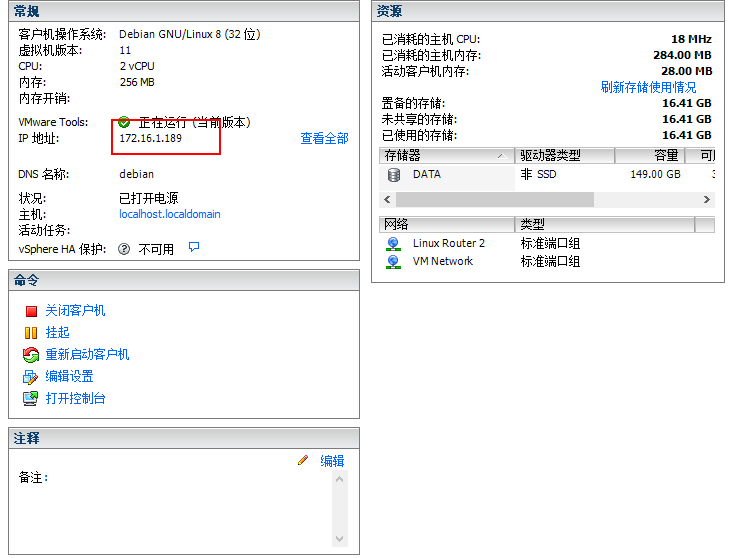 常规
客户机操作系统: Debian GNU/Linux 8 (32 位)
虚拟机版本: 11
CPU: 2 vCPU
内存: 256 MB
内存开销:
VMware Tools: 正在运行 (当前版本)
IP 地址: 172.16.1.189 查看全部
DNS 名称: debian
状况: 已打开电源
主机: localhost.localdomain
活动任务:
vSphere HA 保护: 不可用
命令
关闭客户机
挂起
重新启动客户机
编辑设置
打开控制台
注释
编辑
备注:
资源
已消耗的主机 CPU: 18 MHz
已消耗的主机内存: 284.00 MB
活动客户机内存: 28.00 MB
刷新存储使用情况
置备的存储: 16.41 GB
未共享的存储: 16.41 GB
已使用的存储: 16.41 GB
存储器 驱动器类型 容量
DATA 非 SSD 149.00 GB
网络 类型
Linux Router 2 标准端口组
VM Network 标准端口组